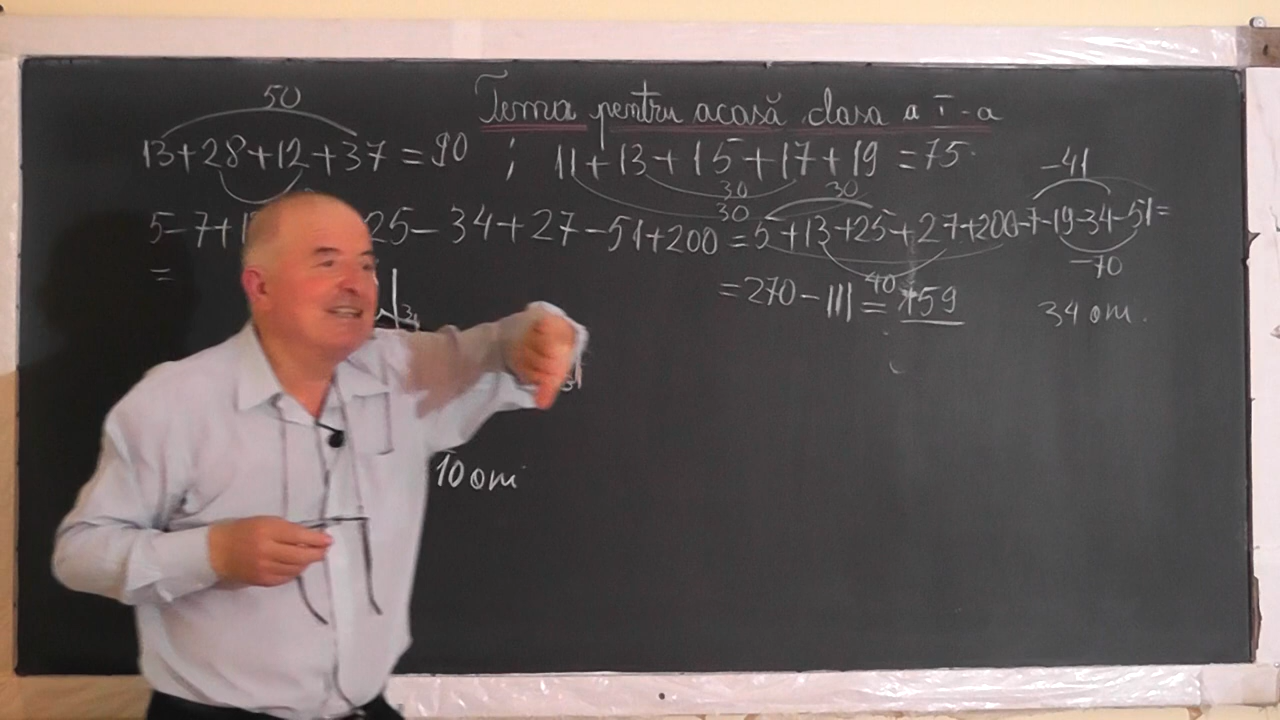 Tema pentru acasă clasa a I-a
50
13+28+12+37=90 ; 11+13+15+17+19=75
30
30
30
-41
5-7+1 25-34+27-51+200=5+13+25+27+200-7-19-34-51=
40
-70
= =270-111=159
34 om.
10 om